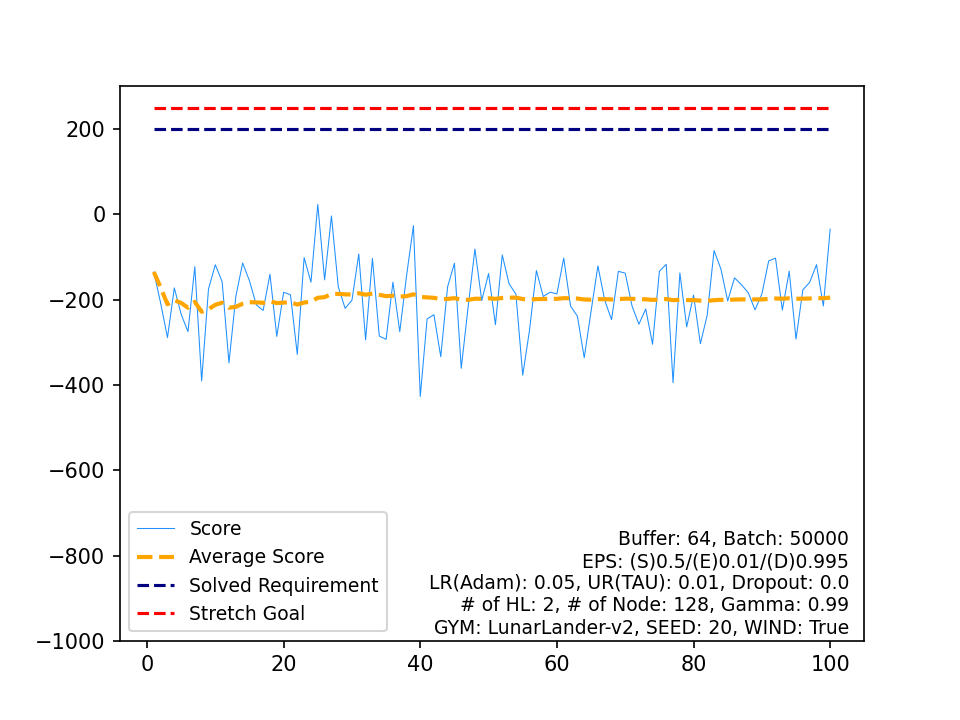 200
0
−200
−400
−600
−800
−1000
0 20 40 60 80 100
Score
Average Score
Solved Requirement
Stretch Goal
Buffer: 64, Batch: 50000
EPS: (S)0.5/(E)0.01/(D)0.995
LR(Adam): 0.05, UR(TAU): 0.01, Dropout: 0.0
# of HL: 2, # of Node: 128, Gamma: 0.99
GYM: LunarLander-v2, SEED: 20, WIND: True